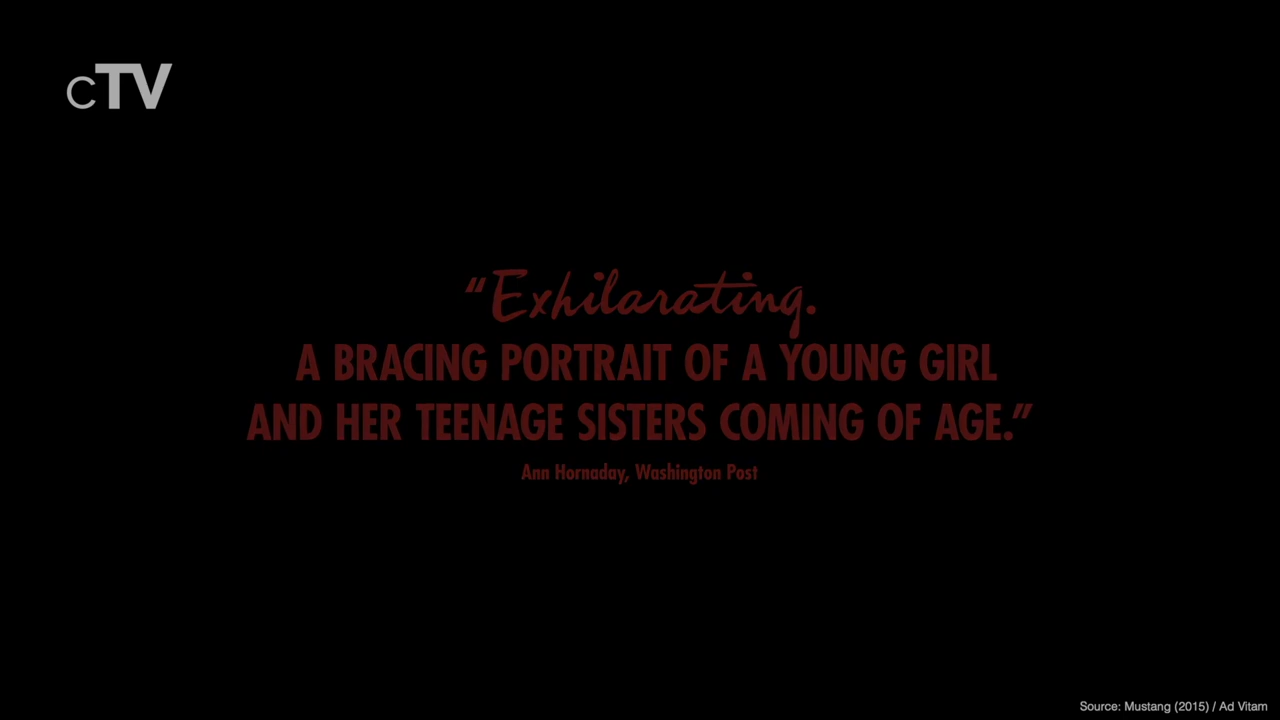 cTV
“Exhilarating.
A BRACING PORTRAIT OF A YOUNG GIRL
AND HER TEENAGE SISTERS COMING OF AGE.”
Ann Hornaday, Washington Post
Source: Mustang (2015) / Ad Vitam